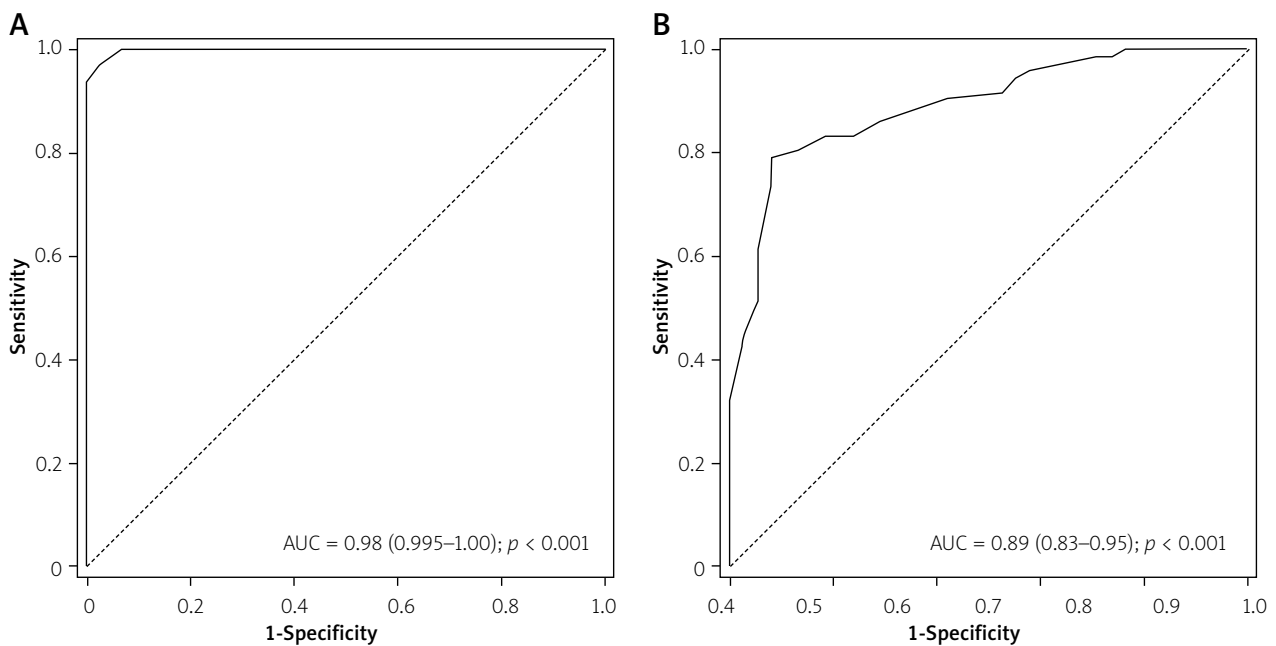 A
1.0
0.8
0.6
0.4
0.2
0
Sensitivity
AUC = 0.98 (0.995–1.00); p < 0.001
0 0.2 0.4 0.6 0.8 1.0
1-Specificity
B
1.0
0.8
0.6
0.4
0.2
0
Sensitivity
AUC = 0.89 (0.83–0.95); p < 0.001
0.4 0.5 0.6 0.7 0.8 0.9 1.0
1-Specificity